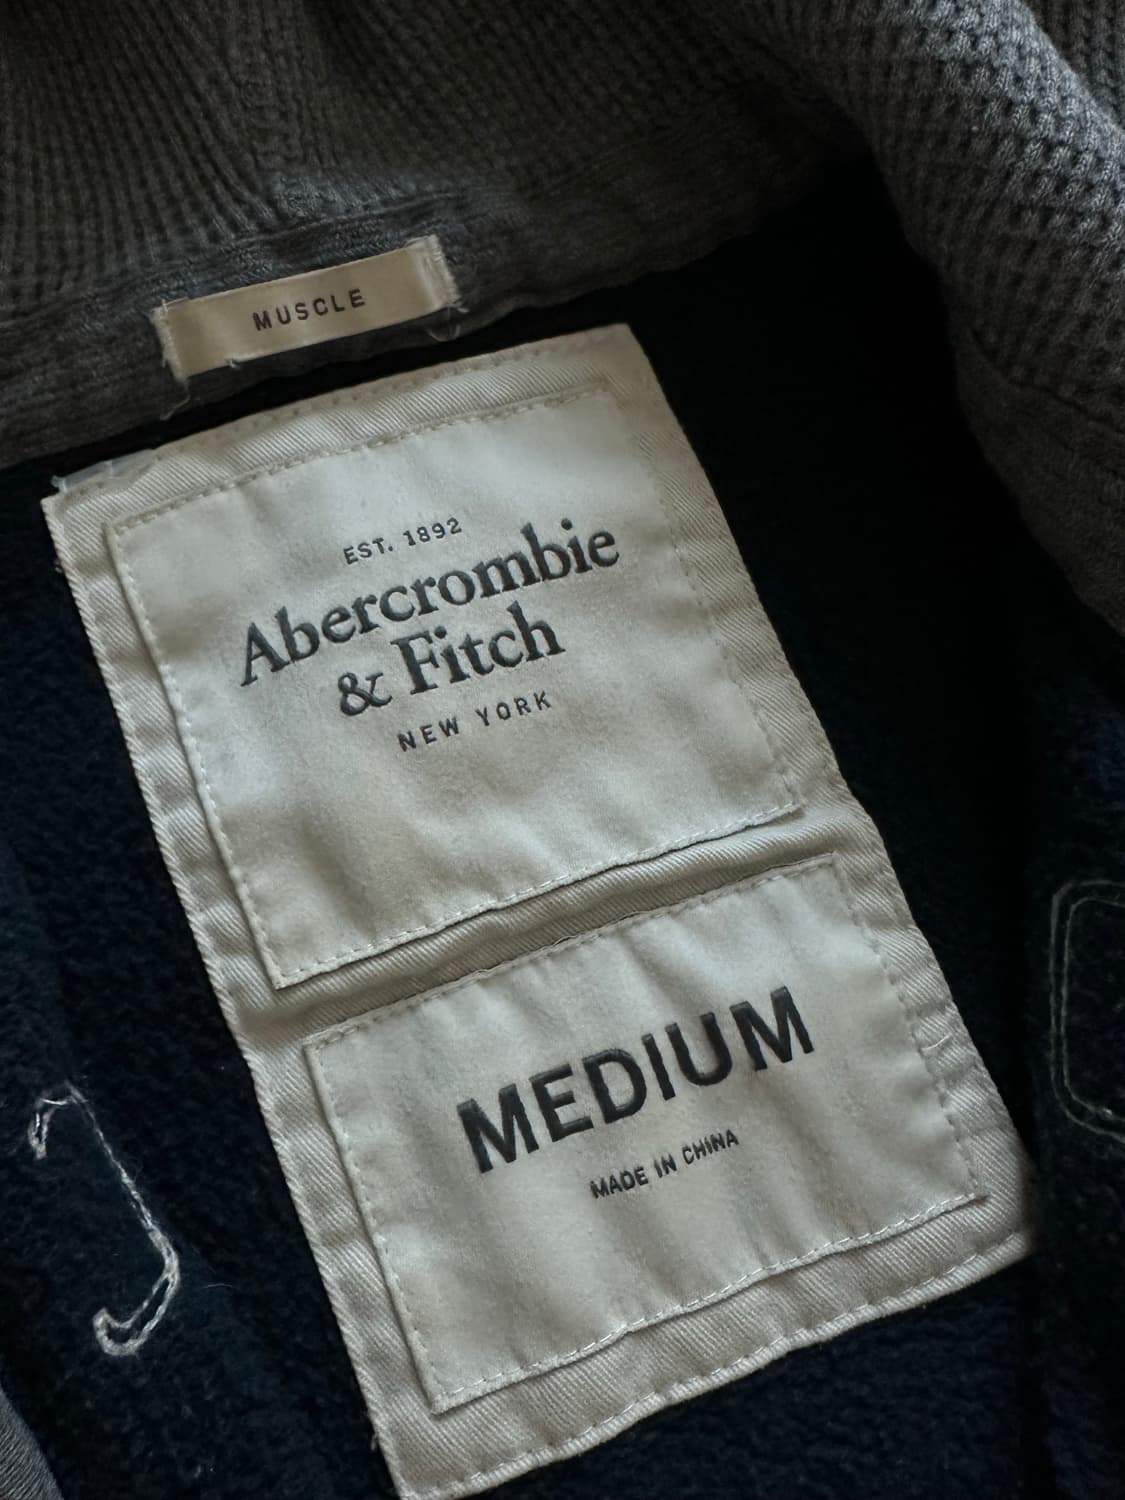 MUSCLE
EST. 1892
Abercrombie
& Fitch
NEW YORK
MEDIUM
MADE IN CHINA